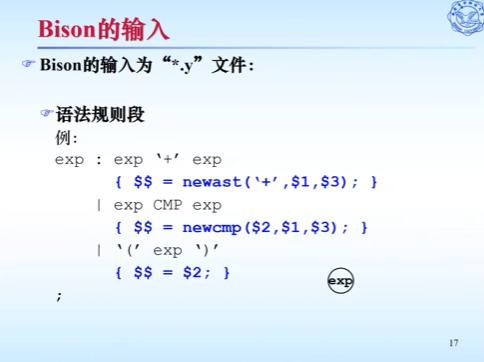 Bison的输入
Bison的输入为“*.y”文件:
语法规则段
例:
exp : exp ‘+’ exp
{ $$ = newast(‘+’,$1,$3); }
| exp CMP exp
{ $$ = newcmp($2,$1,$3); }
| ‘(’ exp ‘)’
{ $$ = $2; }
;
exp
17